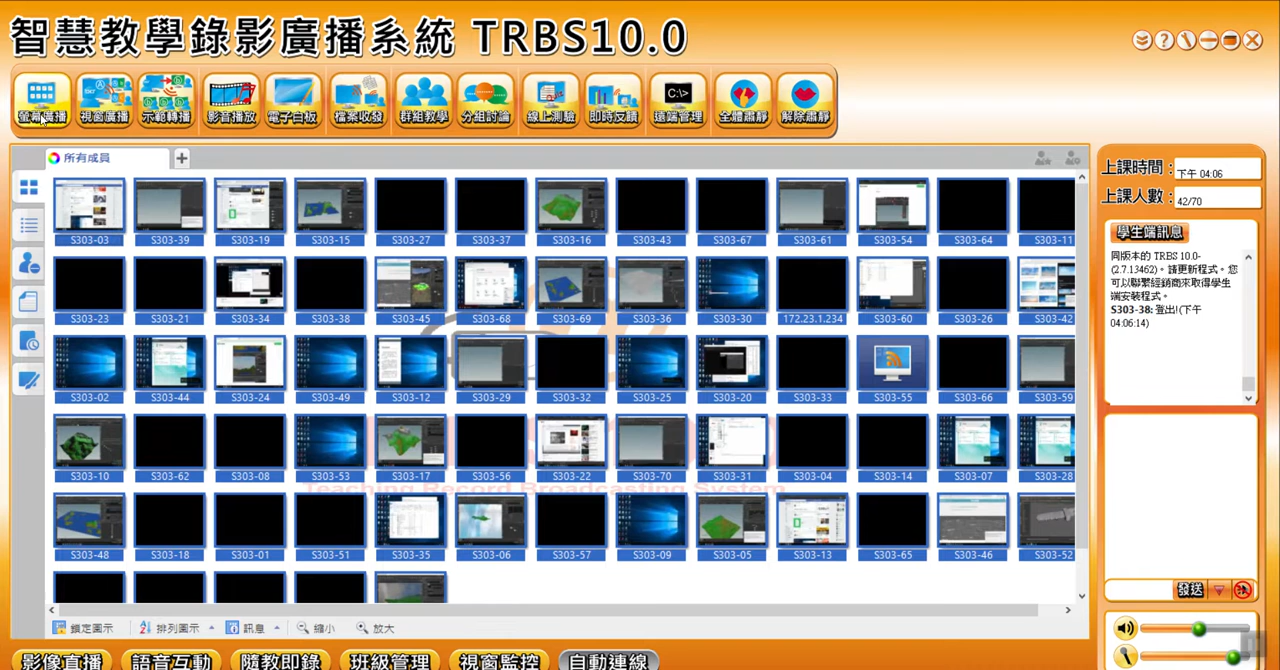 智慧教學錄影廣播系統 TRBS10.0
螢幕廣播 視窗廣播 示範轉播 影音播放 電子白板 檔案收發 群組教學 分組討論 線上測驗 即時反饋 遠端管理 全體肅靜 解除肅靜
C:\>
所有成員
上課時間： 下午 04:06
上課人數： 42/70
學生端訊息
同版本的 TRBS 10.0-
(2.7.13462)。請更新程式。您
可以聯繫經銷商來取得學生
端安裝程式。
S303-38: 登出!(下午
04:06:14)
S303-03 S303-39 S303-19 S303-15 S303-27 S303-37 S303-16 S303-43 S303-67 S303-61 S303-54 S303-64 S303-11
S303-23 S303-21 S303-34 S303-38 S303-45 S303-68 S303-69 S303-36 S303-30 172.23.1.234 S303-60 S303-26 S303-42
S303-02 S303-44 S303-24 S303-49 S303-12 S303-29 S303-32 S303-25 S303-20 S303-33 S303-55 S303-66 S303-59
S303-10 S303-62 S303-08 S303-53 S303-17 S303-56 S303-22 S303-70 S303-31 S303-04 S303-14 S303-07 S303-28
Teaching Record Broadcasting System
S303-48 S303-18 S303-01 S303-51 S303-35 S303-06 S303-57 S303-09 S303-05 S303-13 S303-65 S303-46 S303-52
發送
鎖定圖示 排列圖示 訊息 縮小 放大
影像直播 語音互動 隨教即錄 班級管理 視窗監控 自動連線